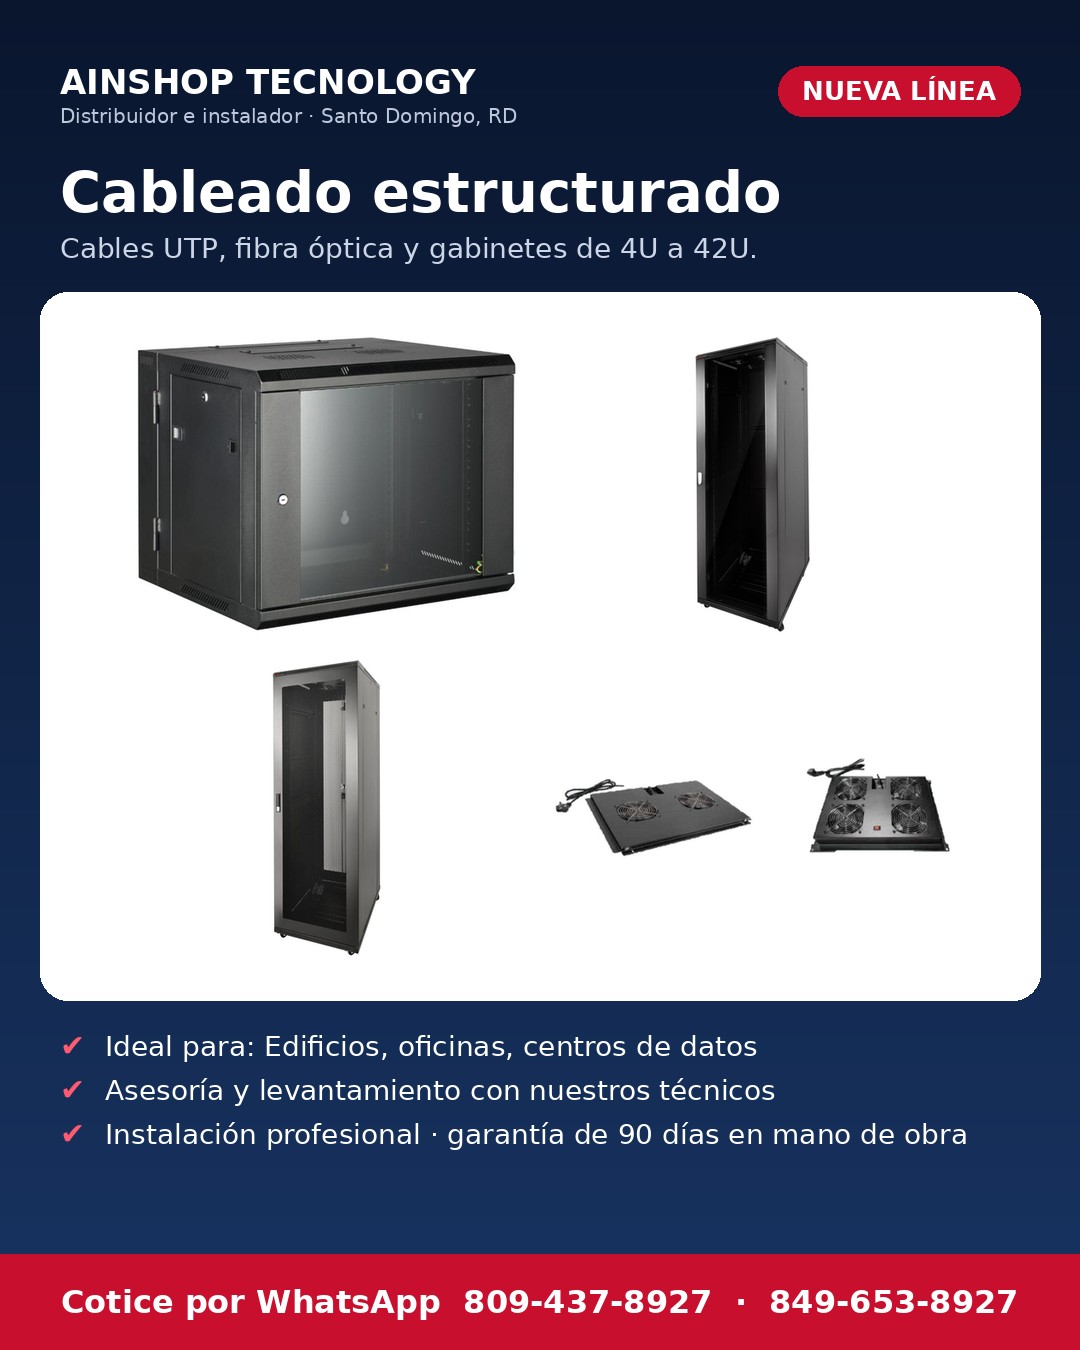 AINSHOP TECNOLOGY
Distribuidor e instalador · Santo Domingo, RD
NUEVA LÍNEA
Cableado estructurado
Cables UTP, fibra óptica y gabinetes de 4U a 42U.
✔ Ideal para: Edificios, oficinas, centros de datos
✔ Asesoría y levantamiento con nuestros técnicos
✔ Instalación profesional · garantía de 90 días en mano de obra
Cotice por WhatsApp 809-437-8927 · 849-653-8927